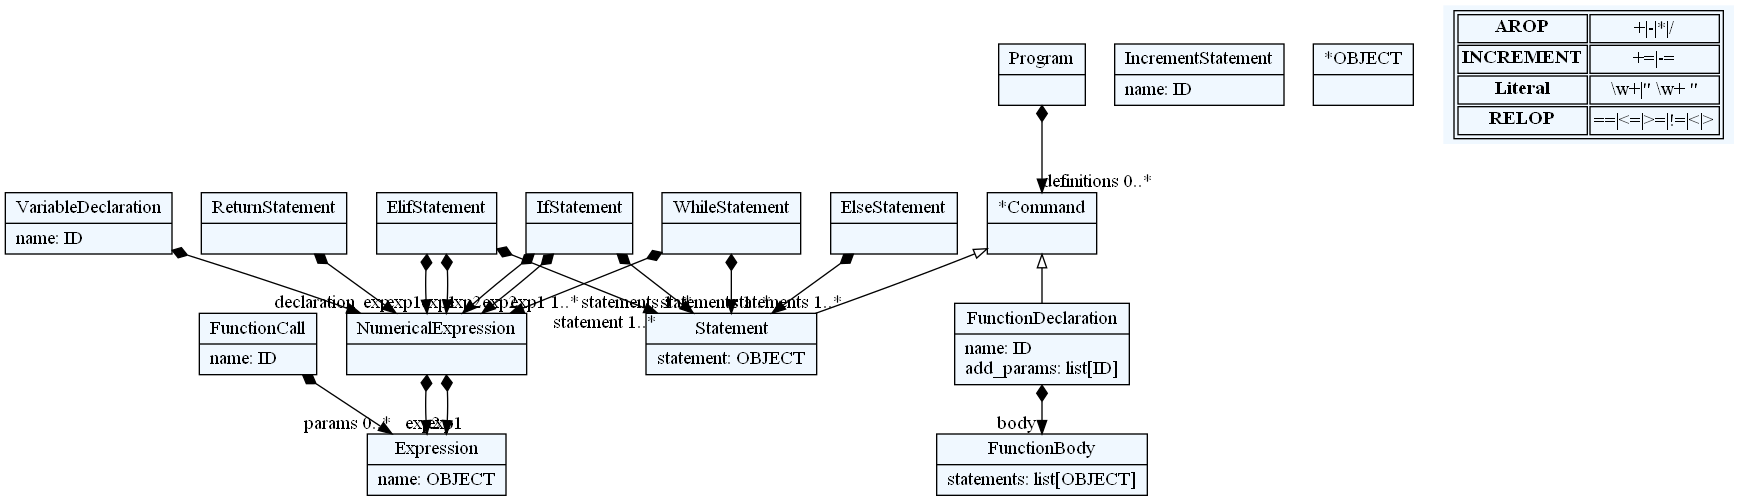 AROP +|-|*|/
INCREMENT +=|-=
Literal \w+|" \w+ "
RELOP ==|<=|>=|!=|<|>
Program
IncrementStatement
name: ID
*OBJECT
definitions 0..*
VariableDeclaration
name: ID
ReturnStatement
ElifStatement
IfStatement
WhileStatement
ElseStatement
*Command
declaration
statements 1..*
statement 1..*
FunctionCall
name: ID
NumericalExpression
Statement
statement: OBJECT
FunctionDeclaration
name: ID
add_params: list[ID]
params 0..*
body
Expression
name: OBJECT
FunctionBody
statements: list[OBJECT]